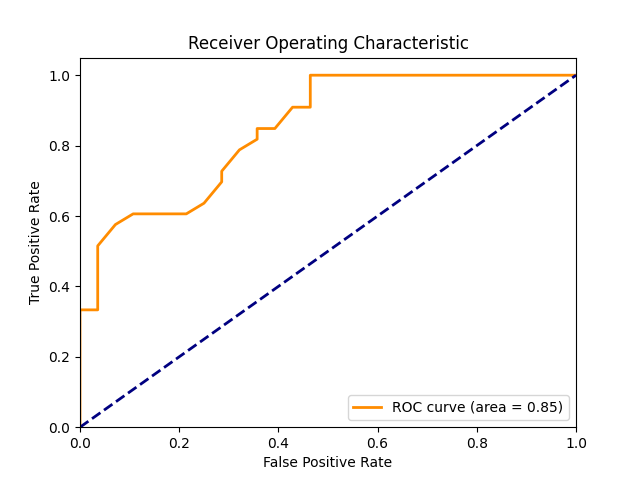 Receiver Operating Characteristic
1.0
0.8
0.6
0.4
0.2
0.0
True Positive Rate
ROC curve (area = 0.85)
0.0 0.2 0.4 0.6 0.8 1.0
False Positive Rate